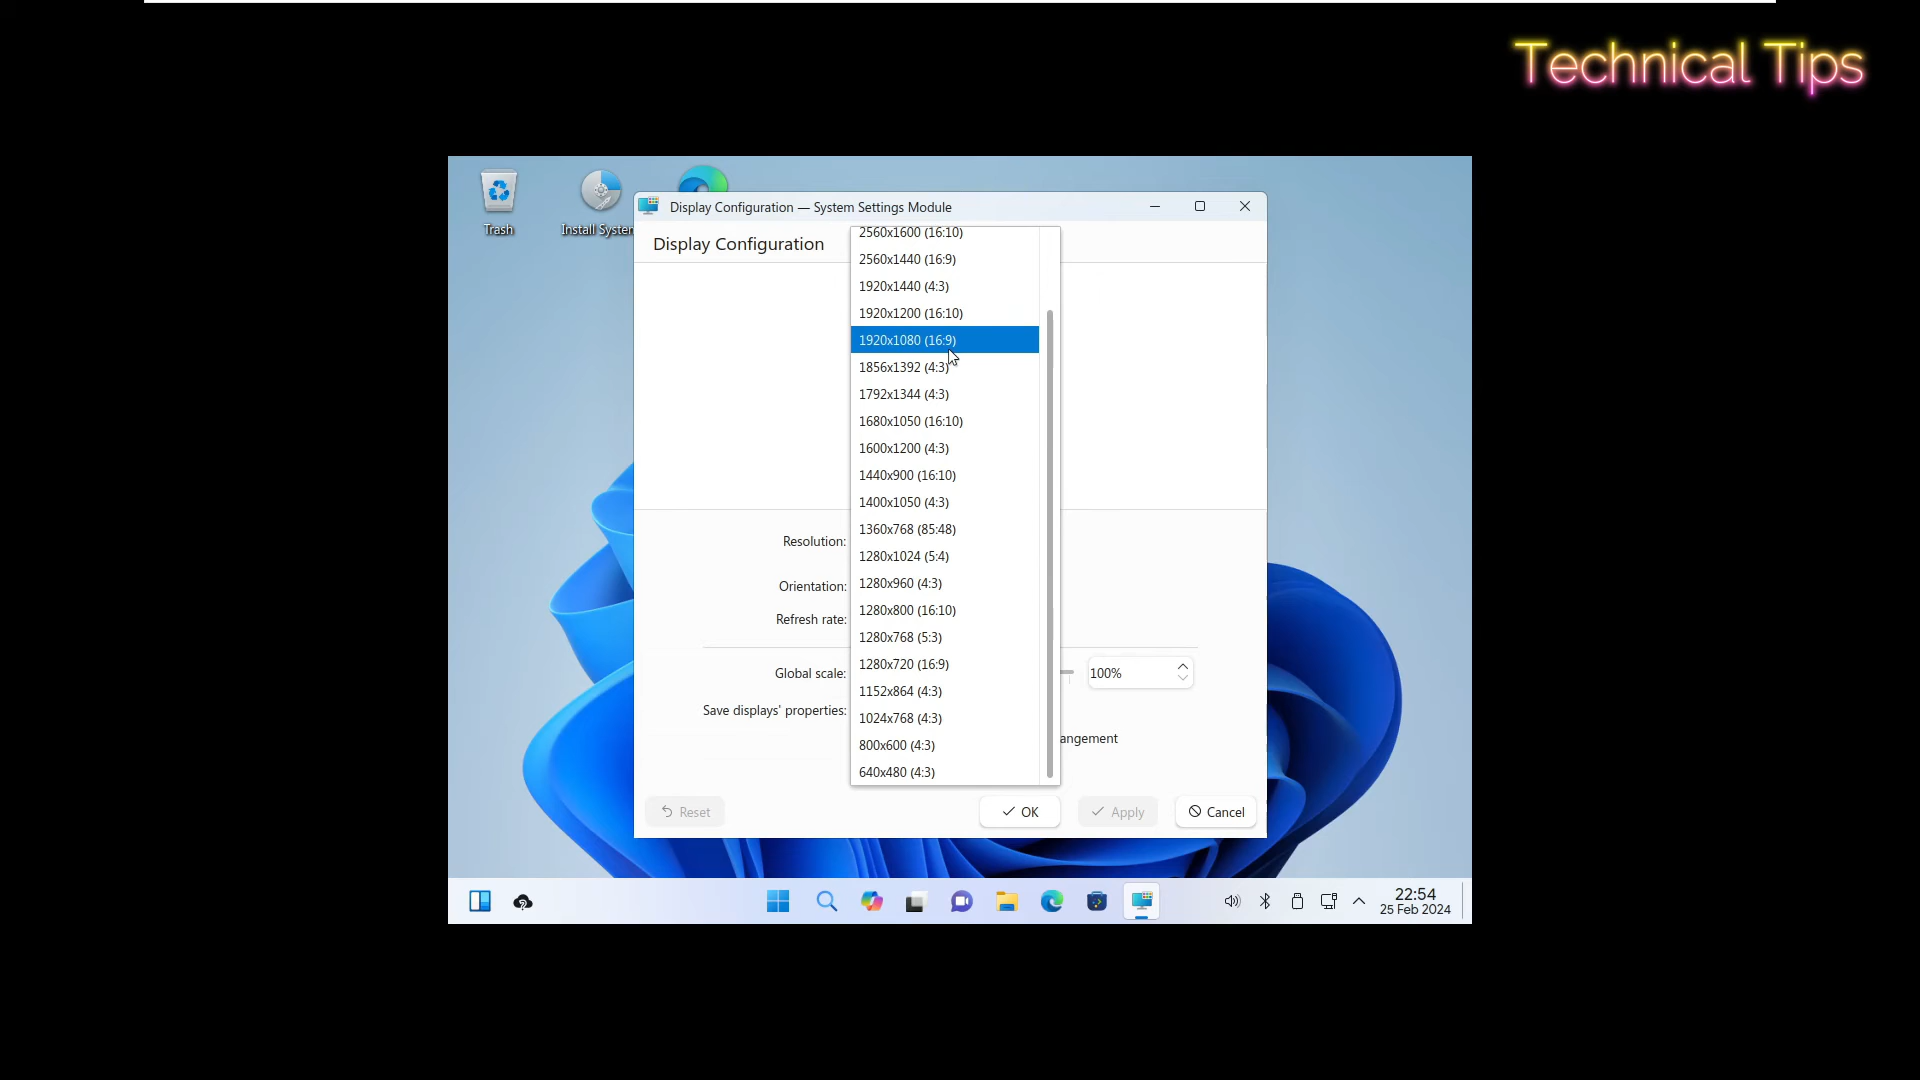 Technical Tips
Trash
Install System
Display Configuration — System Settings Module
Display Configuration
2560x1600 (16:10)
2560x1440 (16:9)
1920x1440 (4:3)
1920x1200 (16:10)
1920x1080 (16:9)
1856x1392 (4:3)
1792x1344 (4:3)
1680x1050 (16:10)
1600x1200 (4:3)
1440x900 (16:10)
1400x1050 (4:3)
1360x768 (85:48)
1280x1024 (5:4)
1280x960 (4:3)
1280x800 (16:10)
1280x768 (5:3)
1280x720 (16:9)
1152x864 (4:3)
1024x768 (4:3)
800x600 (4:3)
640x480 (4:3)
Resolution:
Orientation:
Refresh rate:
Global scale:
100%
Save displays' properties:
angement
Reset
OK
Apply
Cancel
22:54
25 Feb 2024